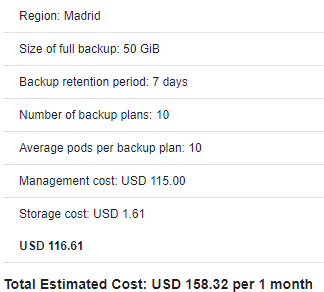 Region: Madrid
Size of full backup: 50 GiB
Backup retention period: 7 days
Number of backup plans: 10
Average pods per backup plan: 10
Management cost: USD 115.00
Storage cost: USD 1.61
USD 116.61
Total Estimated Cost: USD 158.32 per 1 month